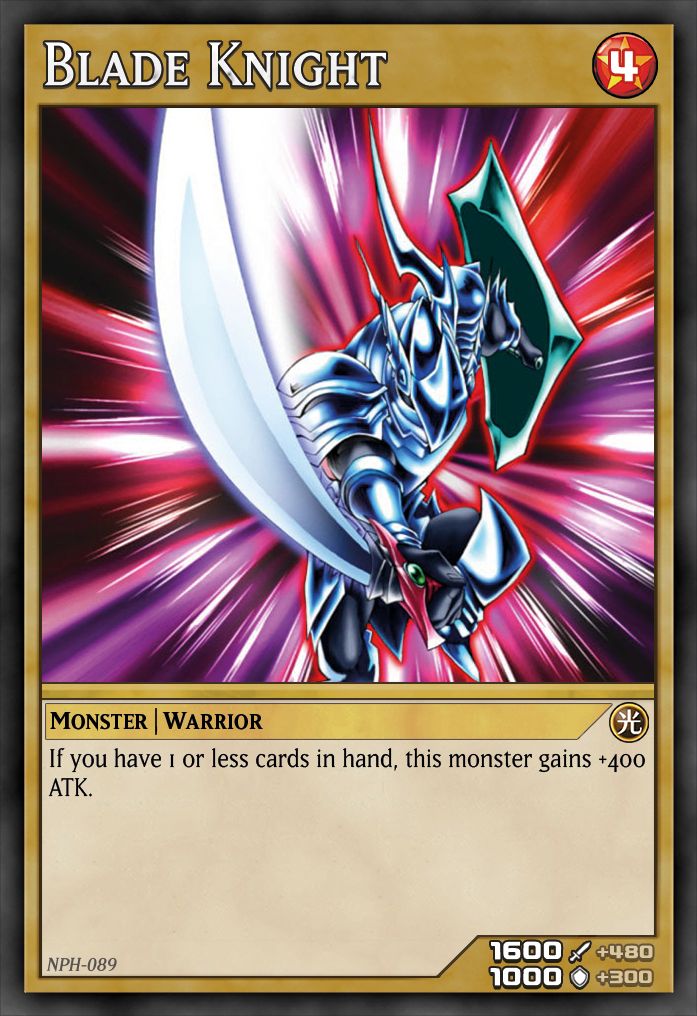 BLADE KNIGHT
4
MONSTER | WARRIOR
光
If you have 1 or less cards in hand, this monster gains +400
ATK.
1600 +480
NPH-089
1000 +300